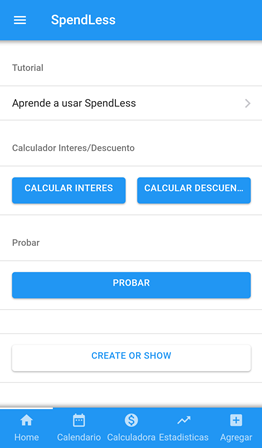 SpendLess
Tutorial
Aprende a usar SpendLess
Calculador Interes/Descuento
CALCULAR INTERES
CALCULAR DESCUEN...
Probar
PROBAR
CREATE OR SHOW
Home
Calendario
Calculadora
Estadisticas
Agregar